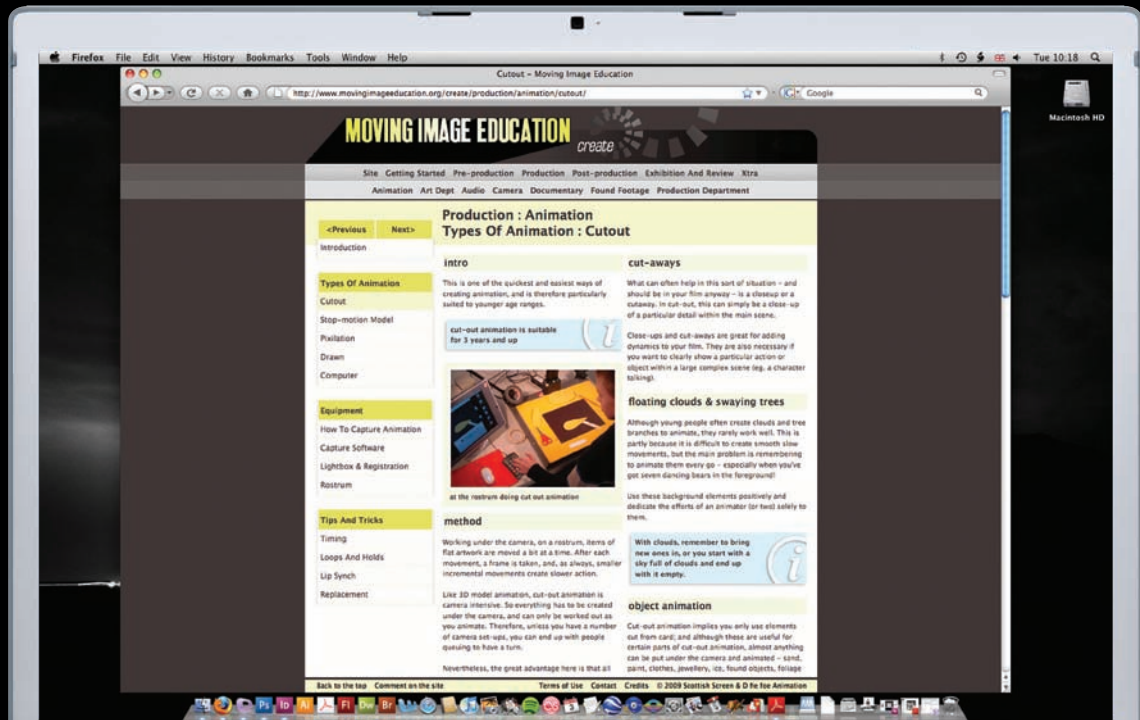 Firefox File Edit View History Bookmarks Tools Window Help
Tue 10:18
Cutout – Moving Image Education
http://www.movingimageeducation.org/create/production/animation/cutout/
Google
Macintosh HD
MOVING IMAGE EDUCATION
create
Site Getting Started Pre-production Production Post-production Exhibition And Review Xtra
Animation Art Dept Audio Camera Documentary Found Footage Production Department
<Previous Next>
Introduction
Types Of Animation
Cutout
Stop-motion Model
Pixilation
Drawn
Computer
Equipment
How To Capture Animation
Capture Software
Lightbox & Registration
Rostrum
Tips And Tricks
Timing
Loops And Holds
Lip Synch
Replacement
Production : Animation
Types Of Animation : Cutout
intro
This is one of the quickest and easiest ways of
creating animation, and is therefore particularly
suited to younger age ranges.
cut-out animation is suitable
for 3 years and up
i
at the rostrum doing cut out animation
method
Working under the camera, on a rostrum, items of
flat artwork are moved a bit at a time. After each
movement, a frame is taken, and, as always, smaller
incremental movements create slower action.
Like 3D model animation, cut-out animation is
camera intensive. So everything has to be created
under the camera, and can only be worked out as
you animate. Therefore, unless you have a number
of camera set-ups, you can end up with people
queuing to have a turn.
Nevertheless, the great advantage here is that all
cut-aways
What can often help in this sort of situation – and
should be in your film anyway – is a closeup or a
cutaway. In cut-out, this can simply be a close-up
of a particular detail within the main scene.
Close-ups and cut-aways are great for adding
dynamics to your film. They are also necessary if
you want to clearly show a particular action or
object within a large complex scene (eg. a character
talking).
floating clouds & swaying trees
Although young people often create clouds and tree
branches to animate, they rarely work well. This is
partly because it is difficult to create smooth slow
movements, but the main problem is remembering
to animate them every go – especially when you've
got seven dancing bears in the foreground!
Use these background elements positively and
dedicate the efforts of an animator (or two) solely to
them.
With clouds, remember to bring
new ones in, or you start with a
sky full of clouds and end up
with it empty.
i
object animation
Cut-out animation implies you only use elements
cut from card; and although these are useful for
certain parts of cut-out animation, almost anything
can be put under the camera and animated – sand,
paint, clothes, jewellery, ice, found objects, foliage
Back to the top Comment on the site
Terms of Use Contact Credits © 2009 Scottish Screen & D fie foe Animation
Ps Id Ai Fl Dw Br